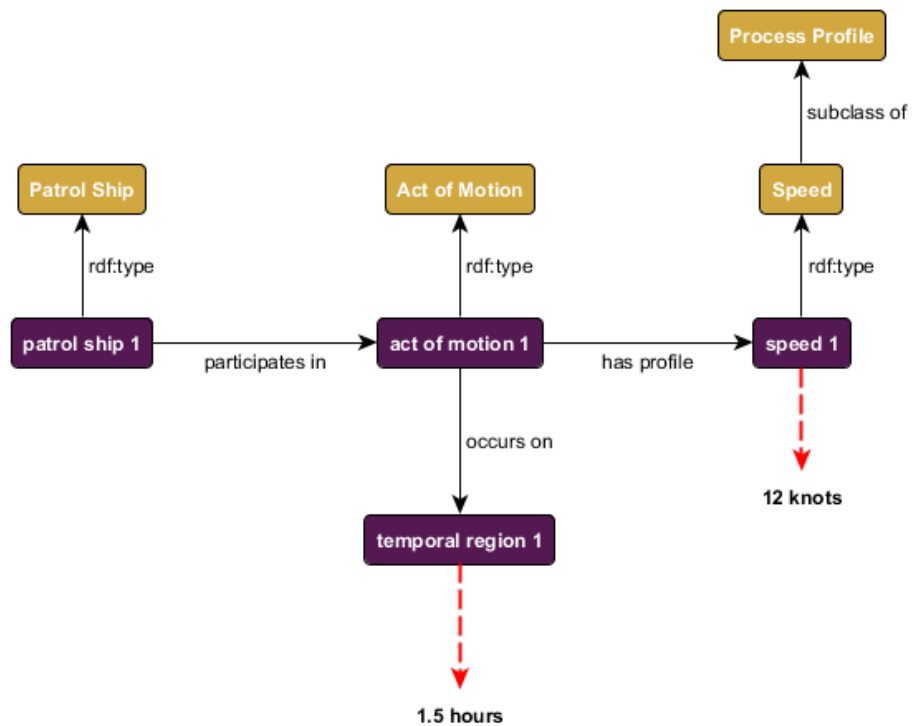 Process Profile
subclass of
Patrol Ship
Act of Motion
Speed
rdf:type
rdf:type
rdf:type
patrol ship 1
participates in
act of motion 1
has profile
speed 1
occurs on
12 knots
temporal region 1
1.5 hours